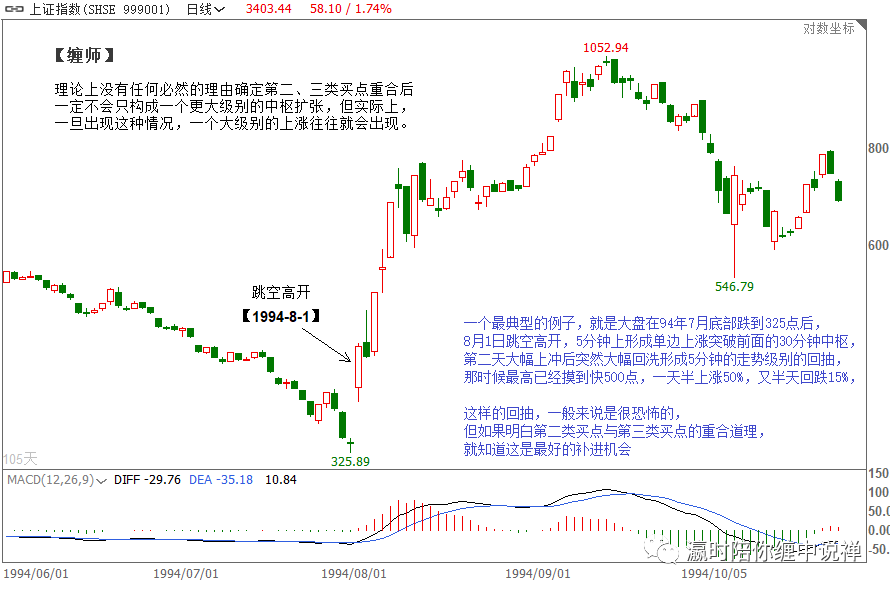 上证指数(SHSE 999001) 日线 3403.44 58.10 / 1.74%
对数坐标
【缠师】
理论上没有任何必然的理由确定第二、三类买点重合后
一定不会只构成一个更大级别的中枢扩张，但实际上，
一旦出现这种情况，一个大级别的上涨往往就会出现。
1052.94
800
600
546.79
跳空高开
【1994-8-1】
一个最典型的例子，就是大盘在94年7月底部跌到325点后，
8月1日跳空高开，5分钟上形成单边上涨突破前面的30分钟中枢，
第二天大幅上冲后突然大幅回洗形成5分钟的走势级别的回抽，
那时候最高已经摸到快500点，一天半上涨50%，又半天回跌15%，
这样的回抽，一般来说是很恐怖的，
但如果明白第二类买点与第三类买点的重合道理，
就知道这是最好的补进机会
105天
325.89
MACD(12,26,9) DIFF -29.76 DEA -35.18 10.84
150
100
50.0
0.00
-50.
瀛时陪你缠中说禅
1994/06/01 1994/07/01 1994/08/01 1994/09/01 1994/10/05